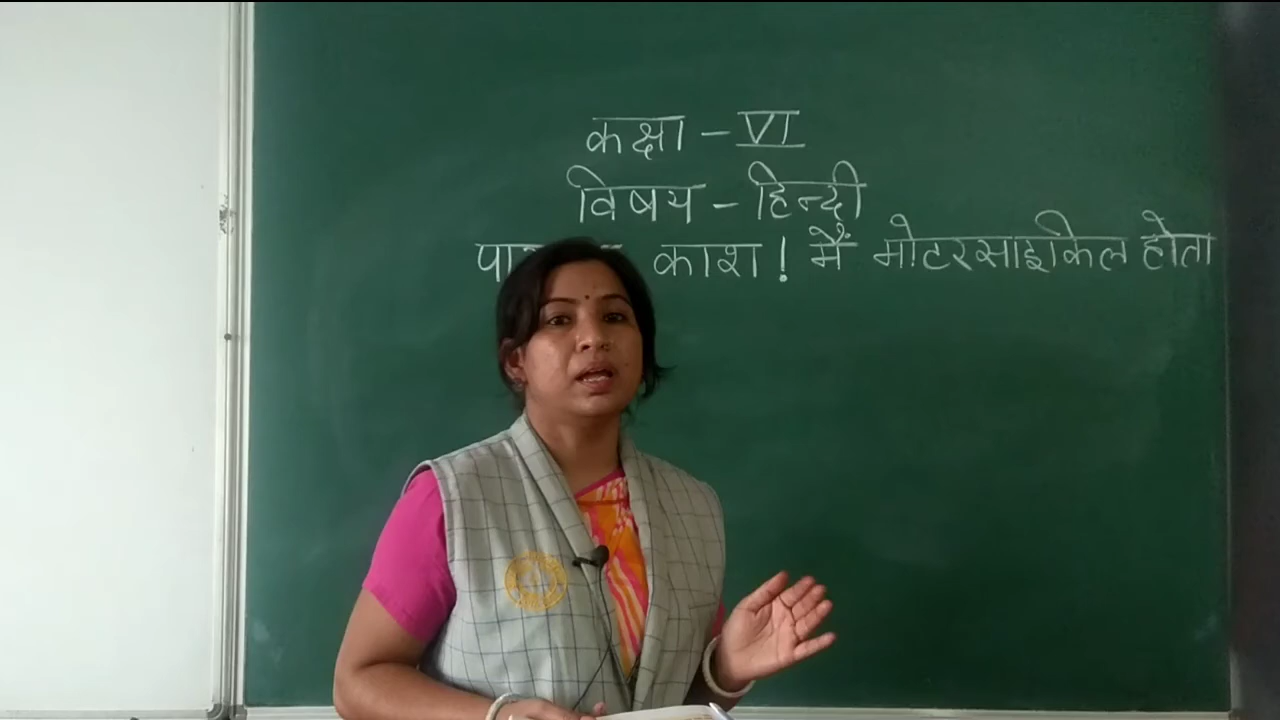 कक्षा - VI
विषय - हिन्दी
काश! मैं मोटरसाइकिल होता